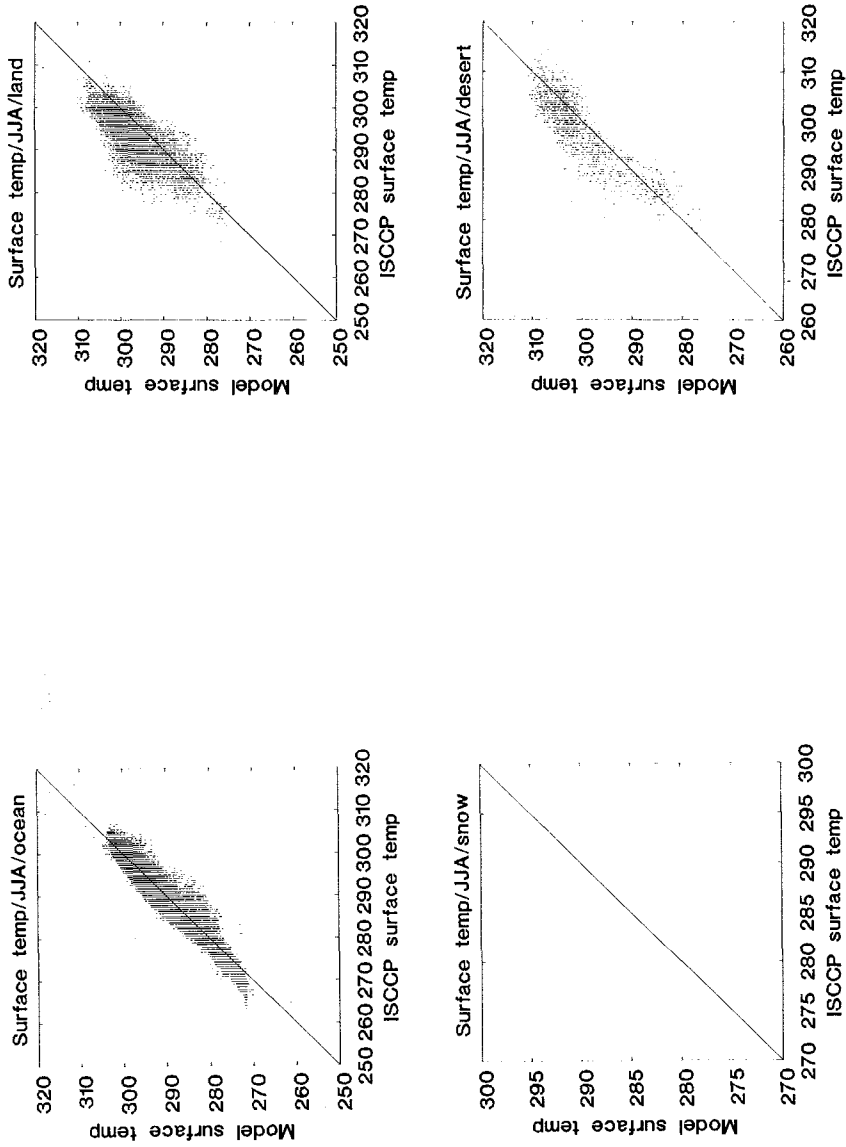 Surface temp/JJA/ocean
320
310
300
290
280
270
260
250
Model surface temp
250 260 270 280 290 300 310 320
ISCCP surface temp
Surface temp/JJA/land
320
310
300
290
280
270
260
250
Model surface temp
250 260 270 280 290 300 310 320
ISCCP surface temp
Surface temp/JJA/snow
300
295
290
285
280
275
270
Model surface temp
270 275 280 285 290 295 300
ISCCP surface temp
Surface temp/JJA/desert
320
310
300
290
280
270
260
Model surface temp
260 270 280 290 300 310 320
ISCCP surface temp